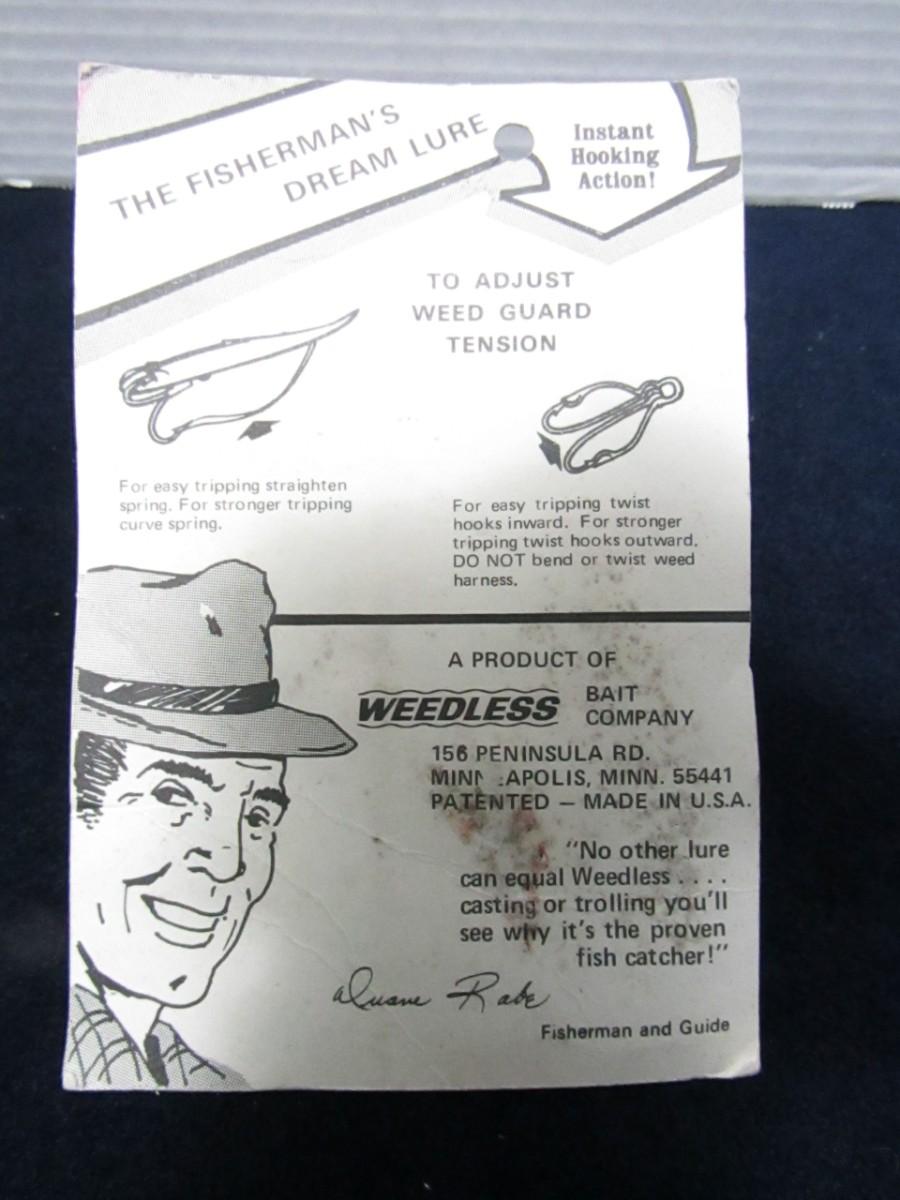 THE FISHERMAN'S
DREAM LURE
Instant
Hooking
Action!
TO ADJUST
WEED GUARD
TENSION
For easy tripping straighten
spring. For stronger tripping
curve spring.
For easy tripping twist
hooks inward. For stronger
tripping twist hooks outward.
DO NOT bend or twist weed
harness.
A PRODUCT OF
WEEDLESS BAIT
COMPANY
156 PENINSULA RD.
MINN APOLIS, MINN. 55441
PATENTED — MADE IN U.S.A.
"No other lure
can equal Weedless . . . .
casting or trolling you'll
see why it's the proven
fish catcher!"
Duane Rabe
Fisherman and Guide